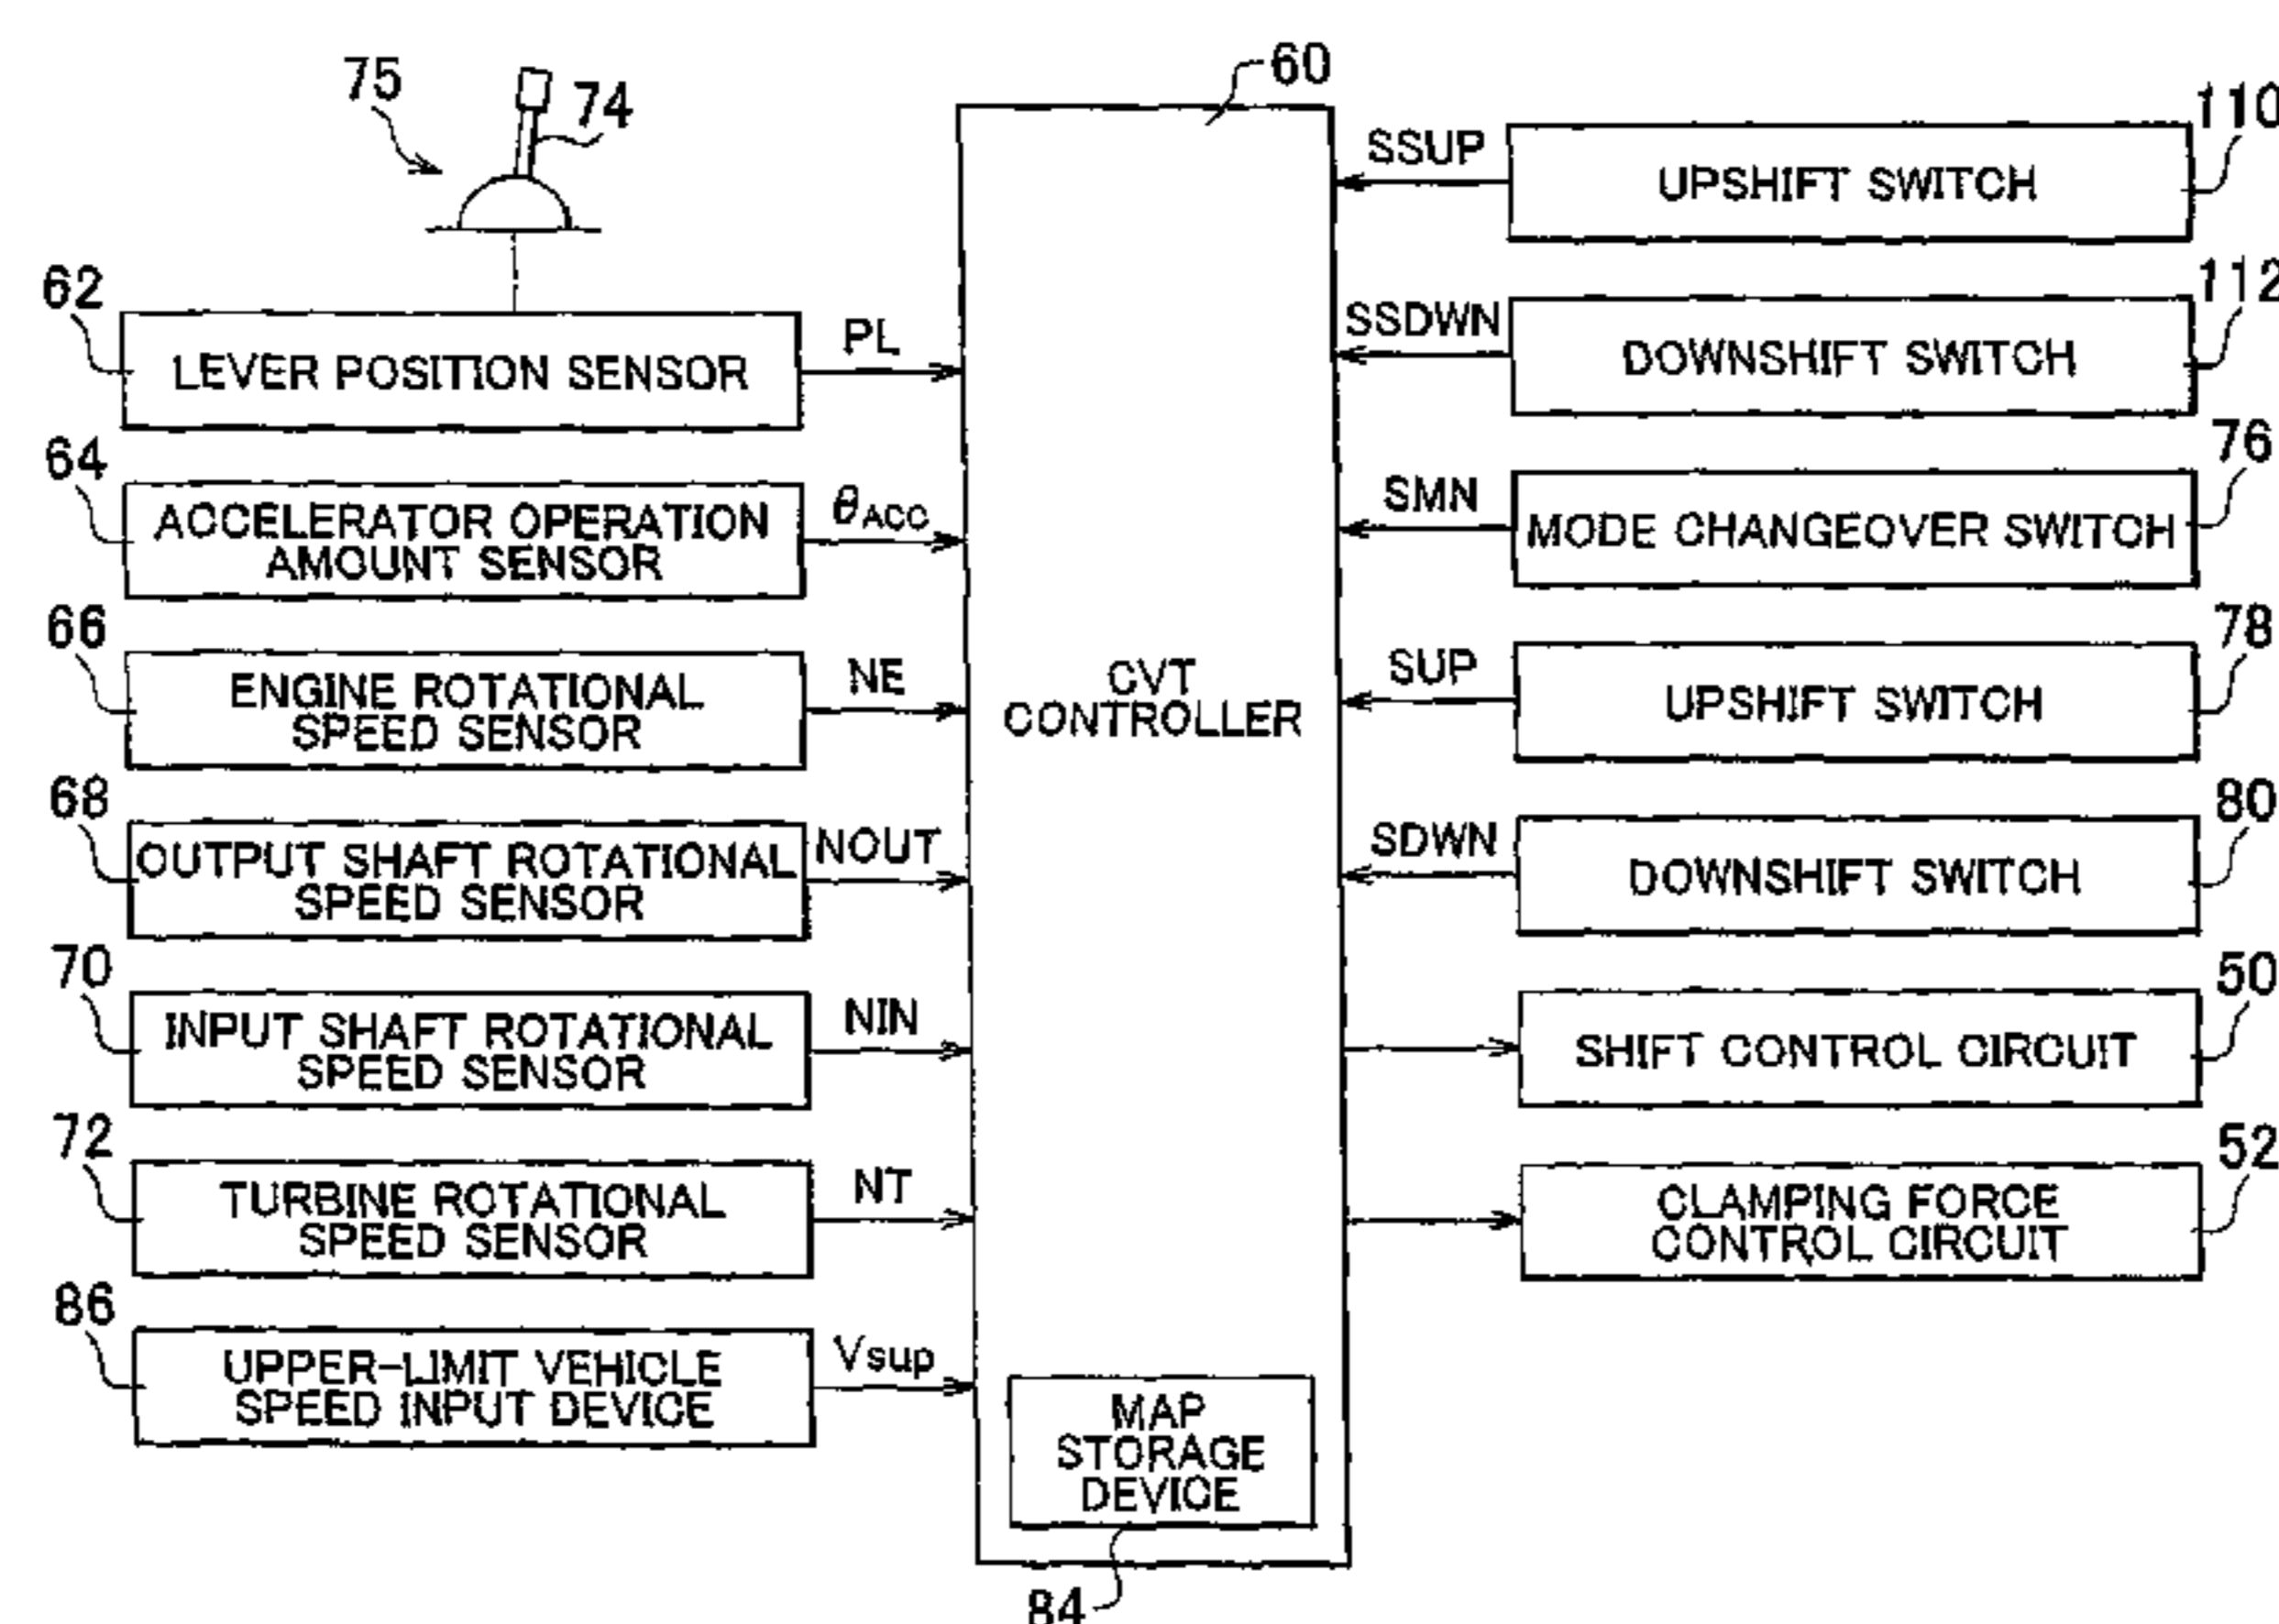 75
74
62
LEVER POSITION SENSOR
PL
64
ACCELERATOR OPERATION
AMOUNT SENSOR
θACC
66
ENGINE ROTATIONAL
SPEED SENSOR
NE
68
OUTPUT SHAFT ROTATIONAL
SPEED SENSOR
NOUT
70
INPUT SHAFT ROTATIONAL
SPEED SENSOR
NIN
72
TURBINE ROTATIONAL
SPEED SENSOR
NT
86
UPPER-LIMIT VEHICLE
SPEED INPUT DEVICE
Vsup
60
CVT
CONTROLLER
MAP
STORAGE
DEVICE
84
SSUP
UPSHIFT SWITCH
110
SSDWN
DOWNSHIFT SWITCH
112
SMN
MODE CHANGEOVER SWITCH
76
SUP
UPSHIFT SWITCH
78
SDWN
DOWNSHIFT SWITCH
80
SHIFT CONTROL CIRCUIT
50
CLAMPING FORCE
CONTROL CIRCUIT
52